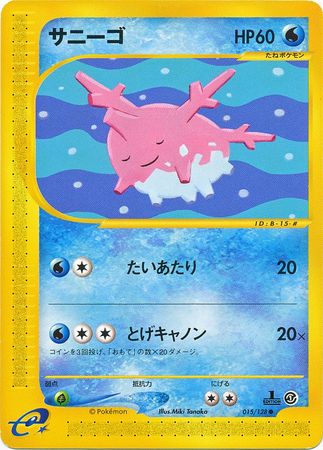 サニーゴ HP60
たねポケモン
ID:B-15-#
たいあたり 20
とげキャノン 20×
コインを3回投げ、「おもて」の数×20ダメージ。
弱点 抵抗力 にげる
©Pokémon Illus.Miki Tanaka 1 EDITION 015/128 ●
e